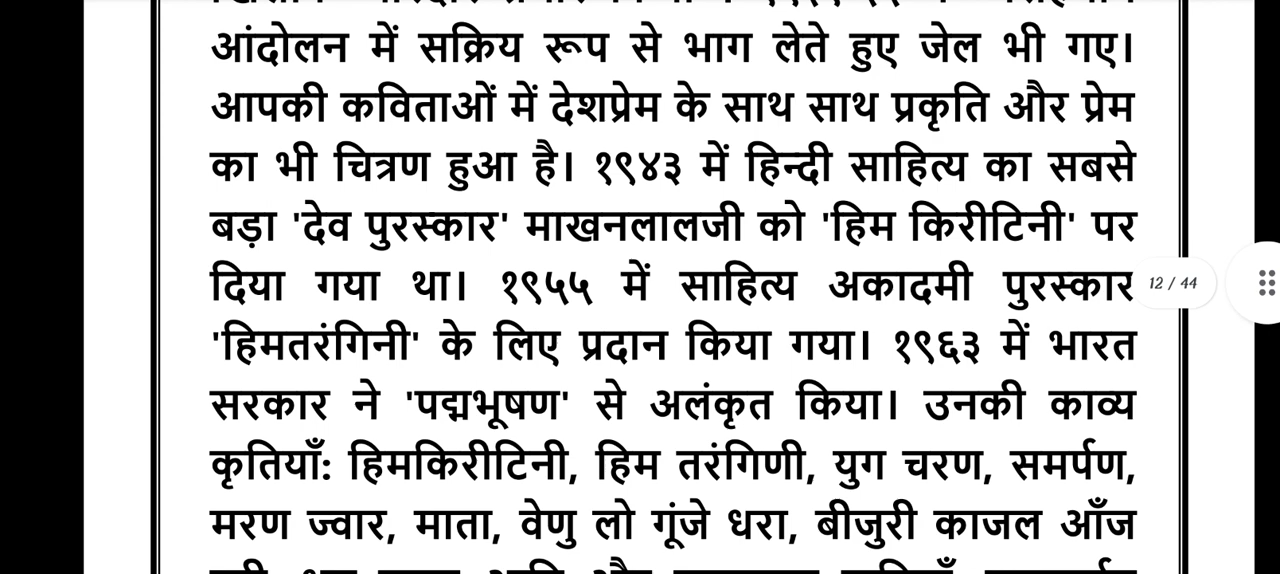 आंदोलन में सक्रिय रूप से भाग लेते हुए जेल भी गए।
आपकी कविताओं में देशप्रेम के साथ साथ प्रकृति और प्रेम
का भी चित्रण हुआ है। १९४३ में हिन्दी साहित्य का सबसे
बड़ा 'देव पुरस्कार' माखनलालजी को 'हिम किरीटिनी' पर
दिया गया था। १९५५ में साहित्य अकादमी पुरस्कार
12 / 44
'हिमतरंगिनी' के लिए प्रदान किया गया। १९६३ में भारत
सरकार ने 'पद्मभूषण' से अलंकृत किया। उनकी काव्य
कृतियाँ: हिमकिरीटिनी, हिम तरंगिणी, युग चरण, समर्पण,
मरण ज्वार, माता, वेणु लो गूंजे धरा, बीजुरी काजल आँज